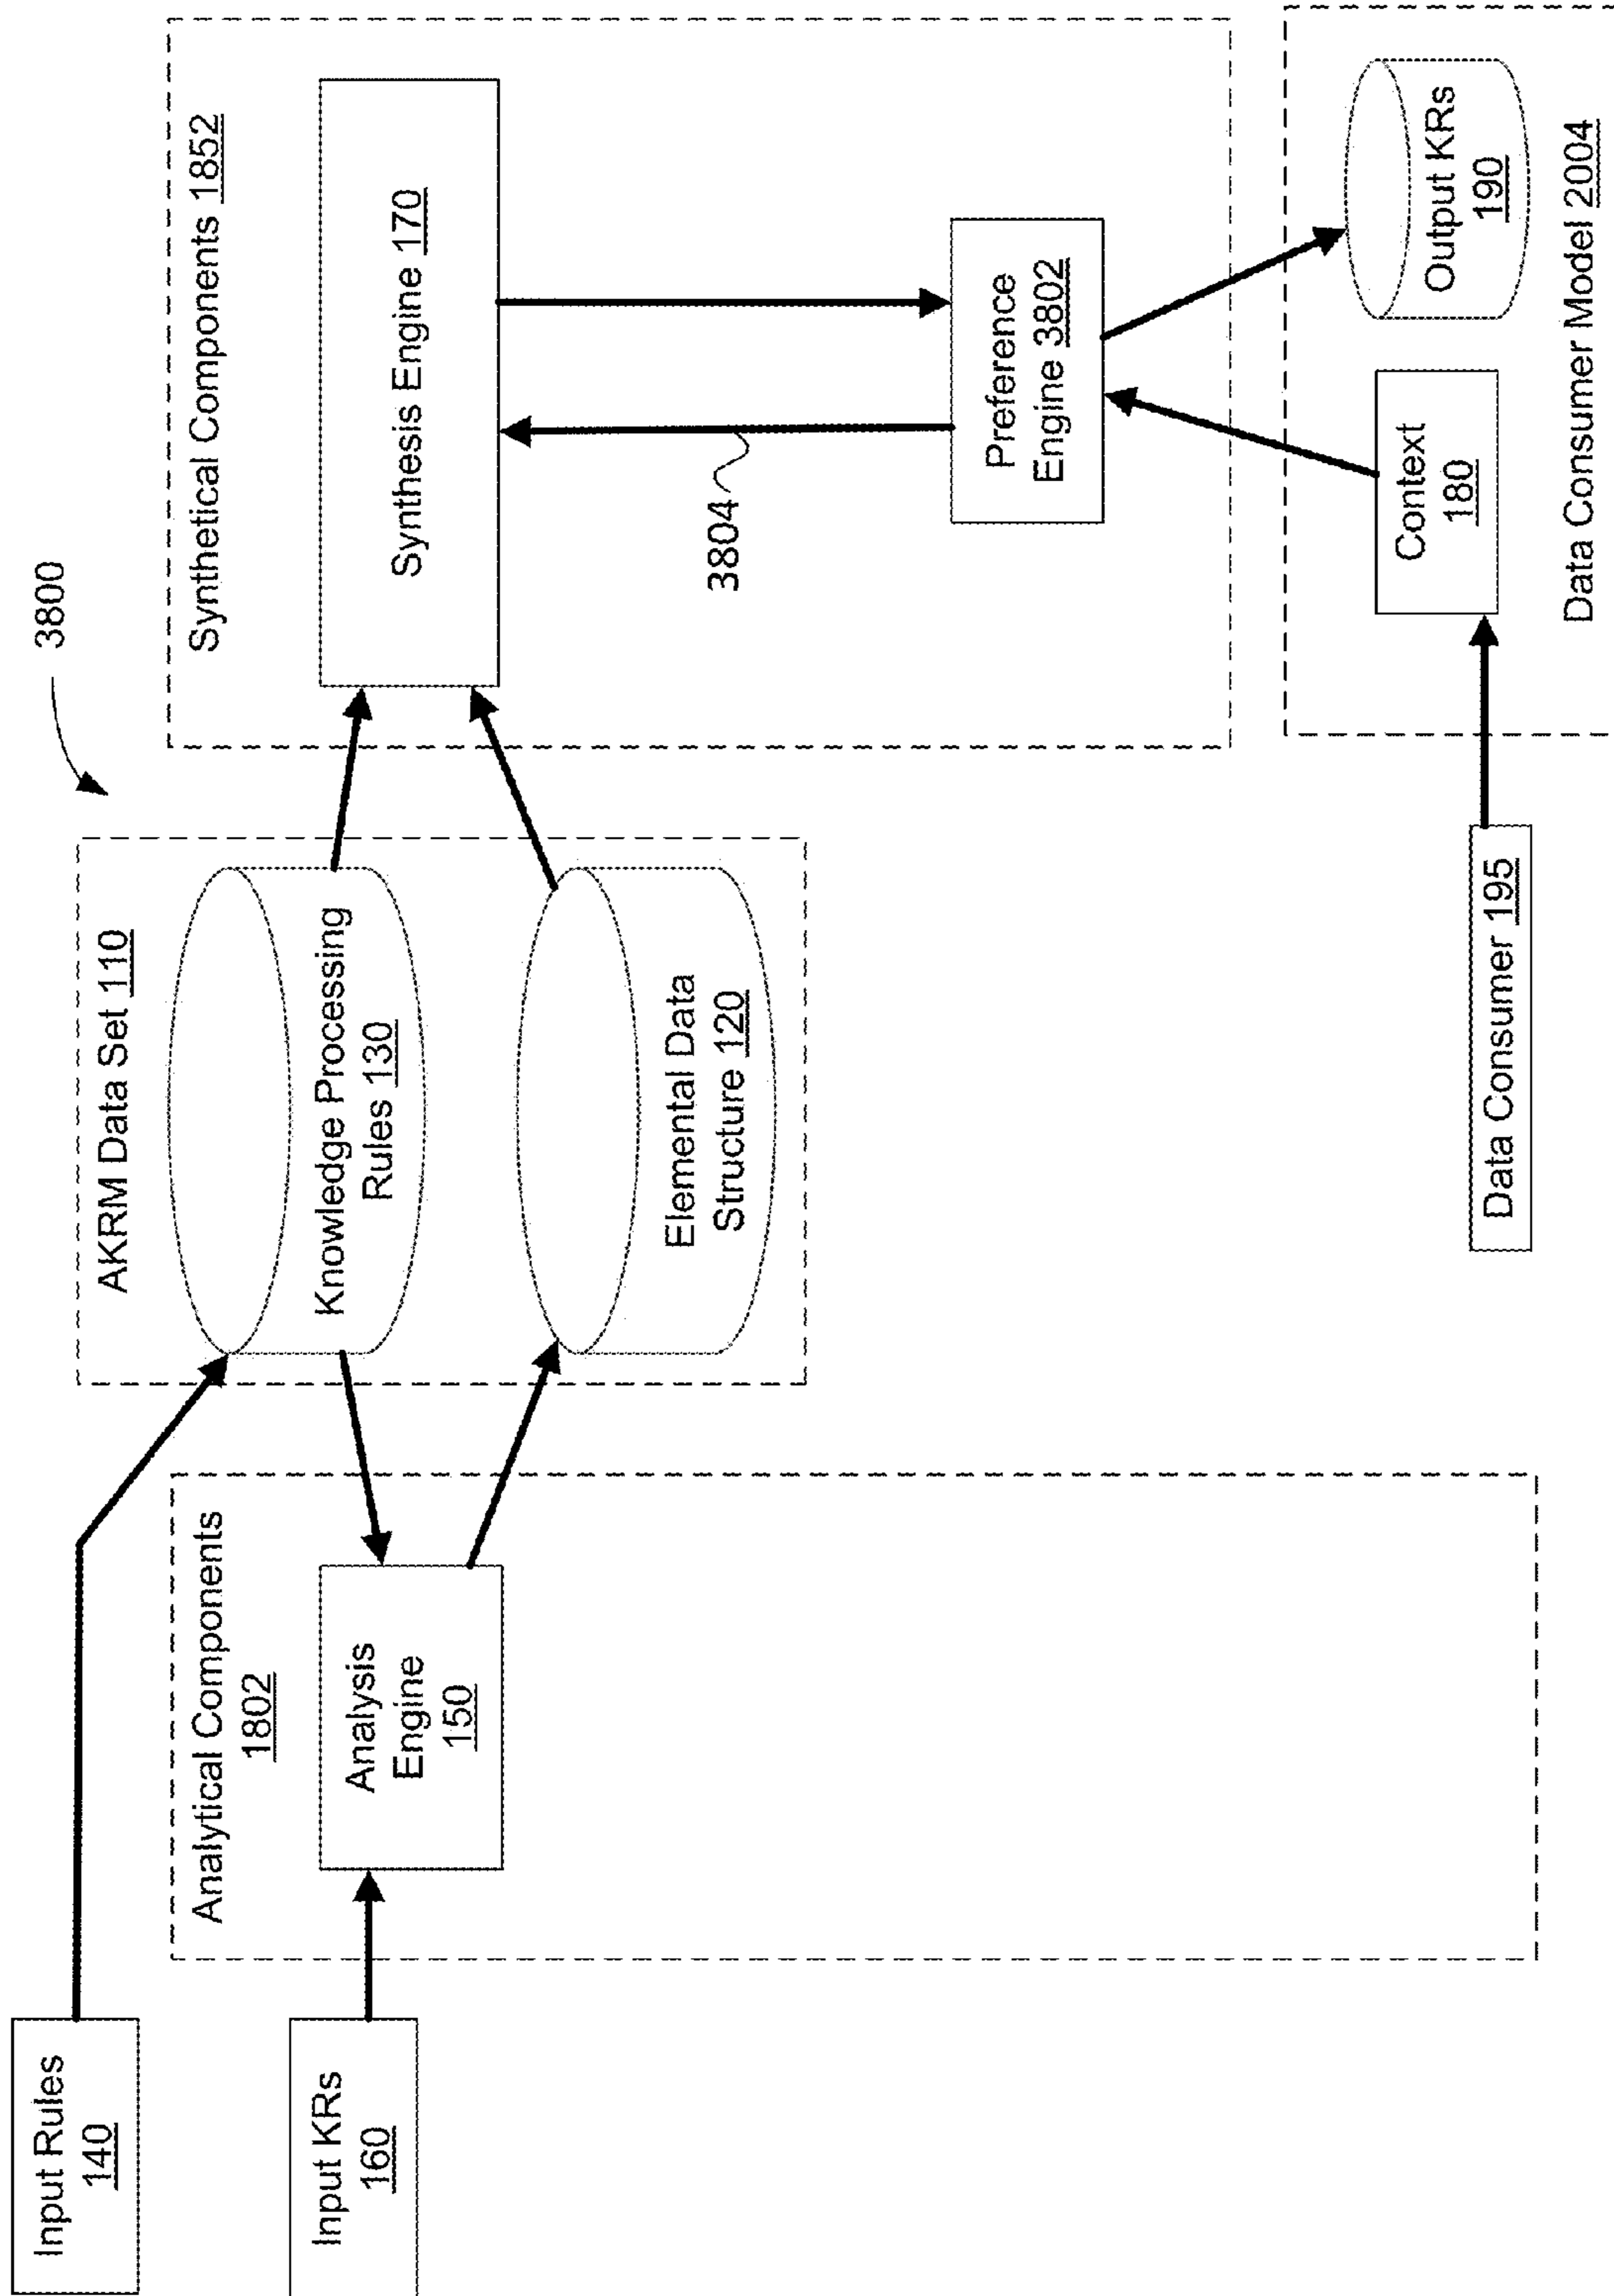 3800
Input Rules
140
Input KRs
160
Analytical Components
1802
Analysis
Engine
150
AKRM Data Set 110
Knowledge Processing
Rules 130
Elemental Data
Structure 120
Synthetical Components 1852
Synthesis Engine 170
3804
Preference
Engine 3802
Data Consumer 195
Context
180
Output KRs
190
Data Consumer Model 2004